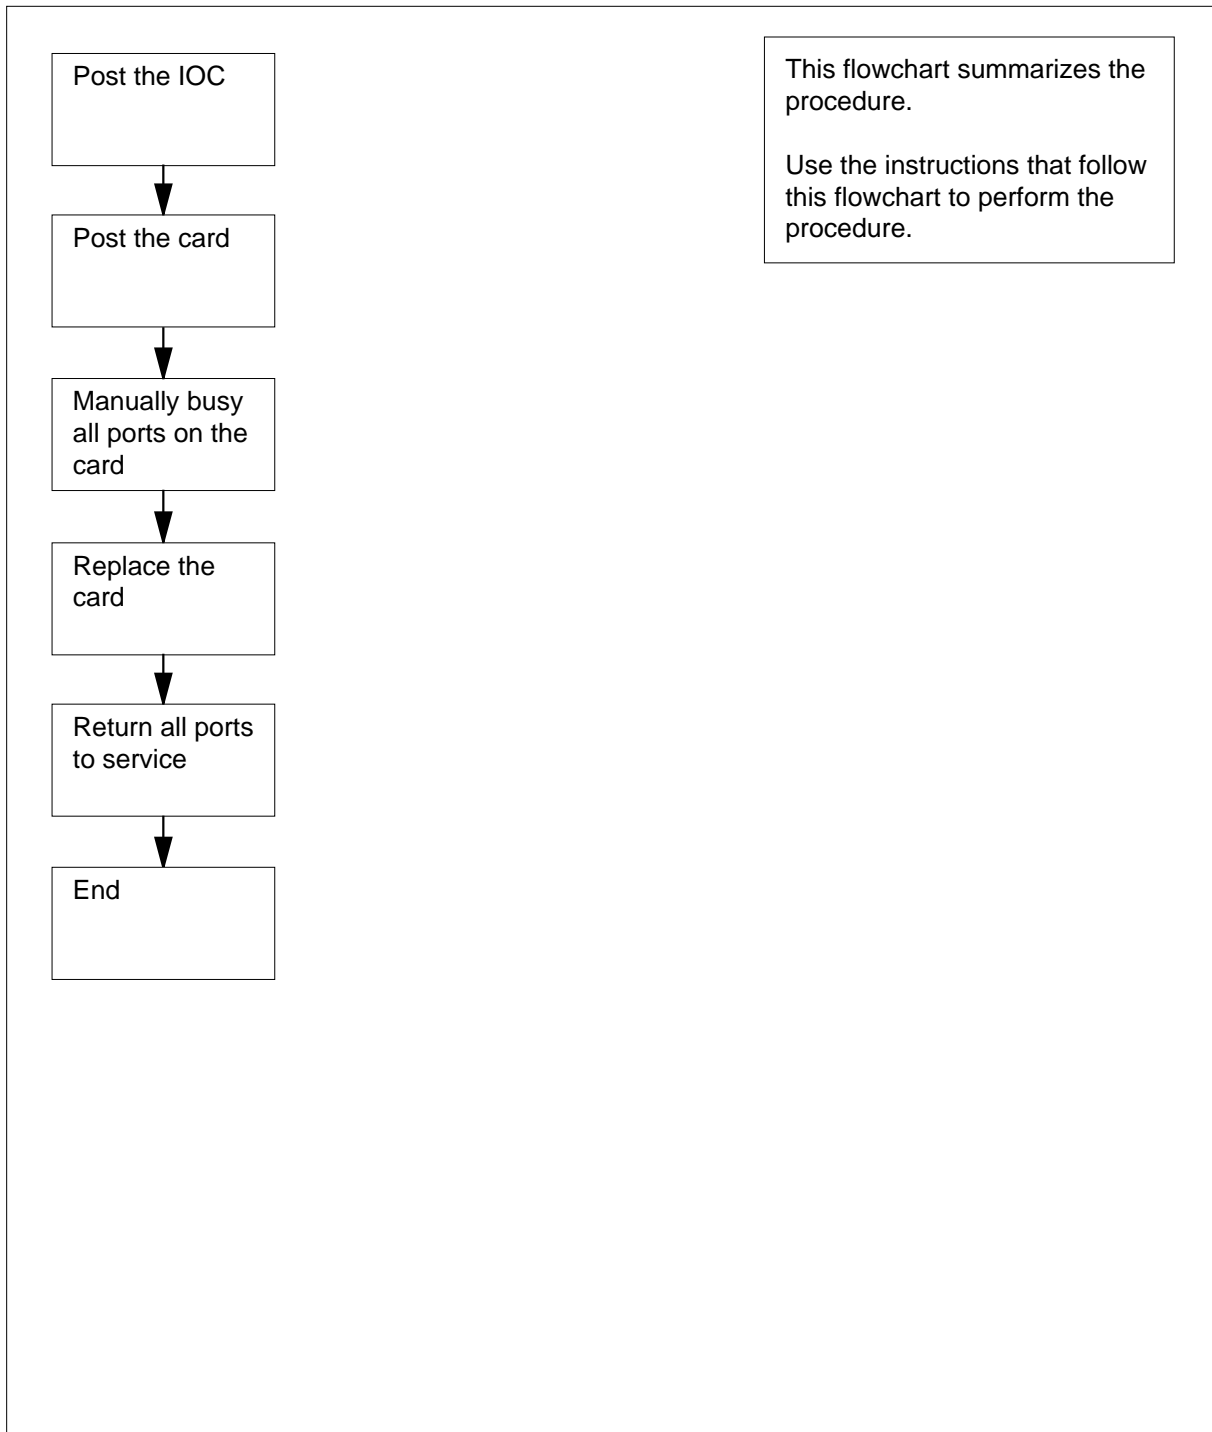 Post the IOC
Post the card
Manually busy
all ports on the
card
Replace the
card
Return all ports
to service
End
This flowchart summarizes the
procedure.
Use the instructions that follow
this flowchart to perform the
procedure.